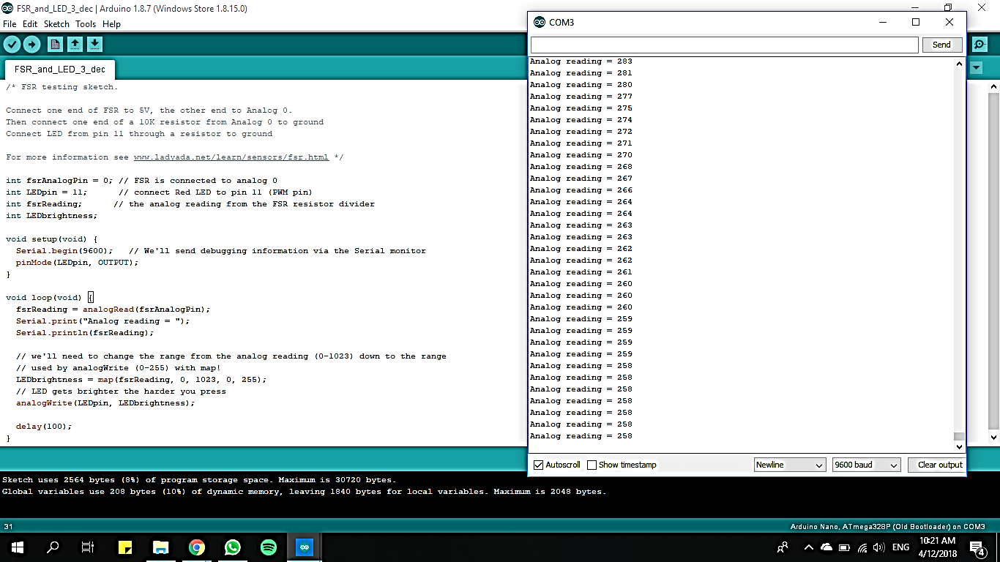 FSR_and_LED_3_dec | Arduino 1.8.7 (Windows Store 1.8.15.0)
File Edit Sketch Tools Help
FSR_and_LED_3_dec
/* FSR testing sketch.
Connect one end of FSR to 5V, the other end to Analog 0.
Then connect one end of a 10K resistor from Analog 0 to ground
Connect LED from pin 11 through a resistor to ground
For more information see www.ladyada.net/learn/sensors/fsr.html */
int fsrAnalogPin = 0; // FSR is connected to analog 0
int LEDpin = 11;      // connect Red LED to pin 11 (PWM pin)
int fsrReading;      // the analog reading from the FSR resistor divider
int LEDbrightness;
void setup(void) {
  Serial.begin(9600);   // We'll send debugging information via the Serial monitor
  pinMode(LEDpin, OUTPUT);
}
void loop(void) {
  fsrReading = analogRead(fsrAnalogPin);
  Serial.print("Analog reading = ");
  Serial.println(fsrReading);
  // we'll need to change the range from the analog reading (0-1023) down to the range
  // used by analogWrite (0-255) with map!
  LEDbrightness = map(fsrReading, 0, 1023, 0, 255);
  // LED gets brighter the harder you press
  analogWrite(LEDpin, LEDbrightness);
  delay(100);
}
COM3
Send
Analog reading = 283
Analog reading = 281
Analog reading = 280
Analog reading = 277
Analog reading = 275
Analog reading = 274
Analog reading = 272
Analog reading = 271
Analog reading = 270
Analog reading = 268
Analog reading = 267
Analog reading = 266
Analog reading = 264
Analog reading = 264
Analog reading = 263
Analog reading = 263
Analog reading = 262
Analog reading = 262
Analog reading = 261
Analog reading = 260
Analog reading = 260
Analog reading = 260
Analog reading = 259
Analog reading = 259
Analog reading = 259
Analog reading = 259
Analog reading = 258
Analog reading = 258
Analog reading = 258
Analog reading = 258
Analog reading = 258
Analog reading = 258
Analog reading = 258
Autoscroll Show timestamp Newline 9600 baud Clear output
Sketch uses 2564 bytes (8%) of program storage space. Maximum is 30720 bytes.
Global variables use 208 bytes (10%) of dynamic memory, leaving 1840 bytes for local variables. Maximum is 2048 bytes.
31 Arduino Nano, ATmega328P (Old Bootloader) on COM3
ENG 10:21 AM
4/12/2018 4